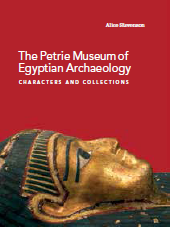 Alice Stevenson
The Petrie Museum of
Egyptian Archaeology
CHARACTERS AND COLLECTIONS